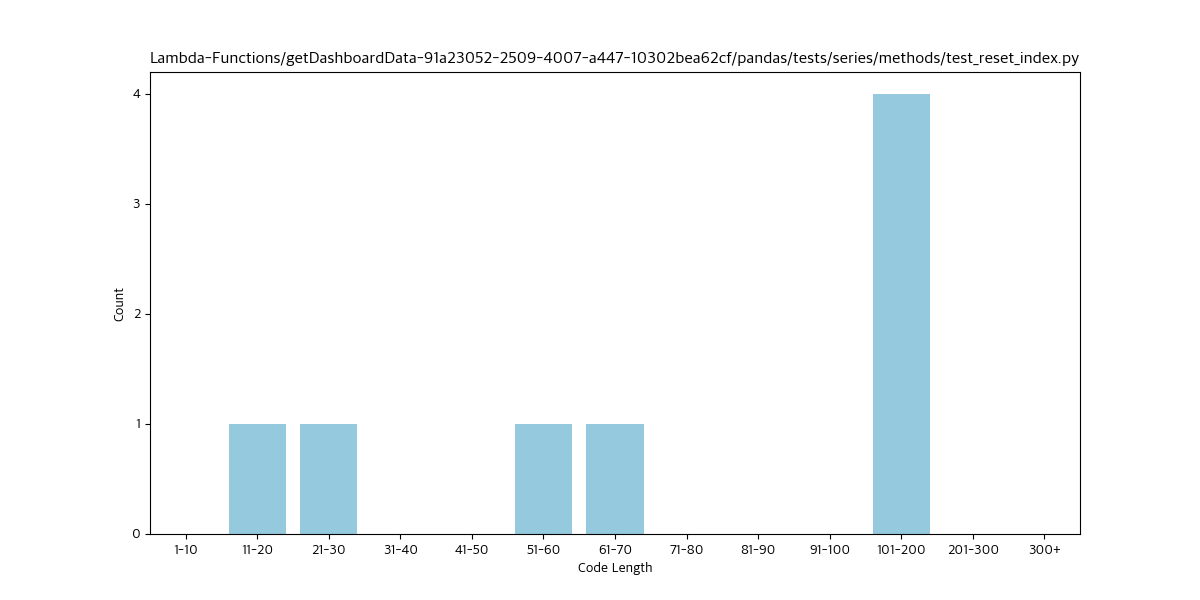 Lambda-Functions/getDashboardData-91a23052-2509-4007-a447-10302bea62cf/pandas/tests/series/methods/test_reset_index.py
4
3
2
1
0
Count
1-10 11-20 21-30 31-40 41-50 51-60 61-70 71-80 81-90 91-100 101-200 201-300 300+
Code Length